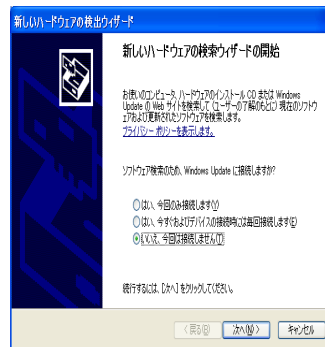 新しいハードウェアの検出ウィザード
新しいハードウェアの検索ウィザードの開始
お使いのコンピュータ、ハードウェアのインストール CD または Windows
Update の Web サイトを検索して (ユーザーの了解のもとに) 現在のソフトウ
ェアおよび更新されたソフトウェアを検索します。
プライバシー ポリシーを表示します。
ソフトウェア検索のため、Windows Update に接続しますか?
はい、今回のみ接続します(Y)
はい、今すぐおよびデバイスの接続時には毎回接続します(E)
いいえ、今回は接続しません(T)
続行するには、[次へ] をクリックしてください。
< 戻る(B)
次へ(N) >
キャンセル